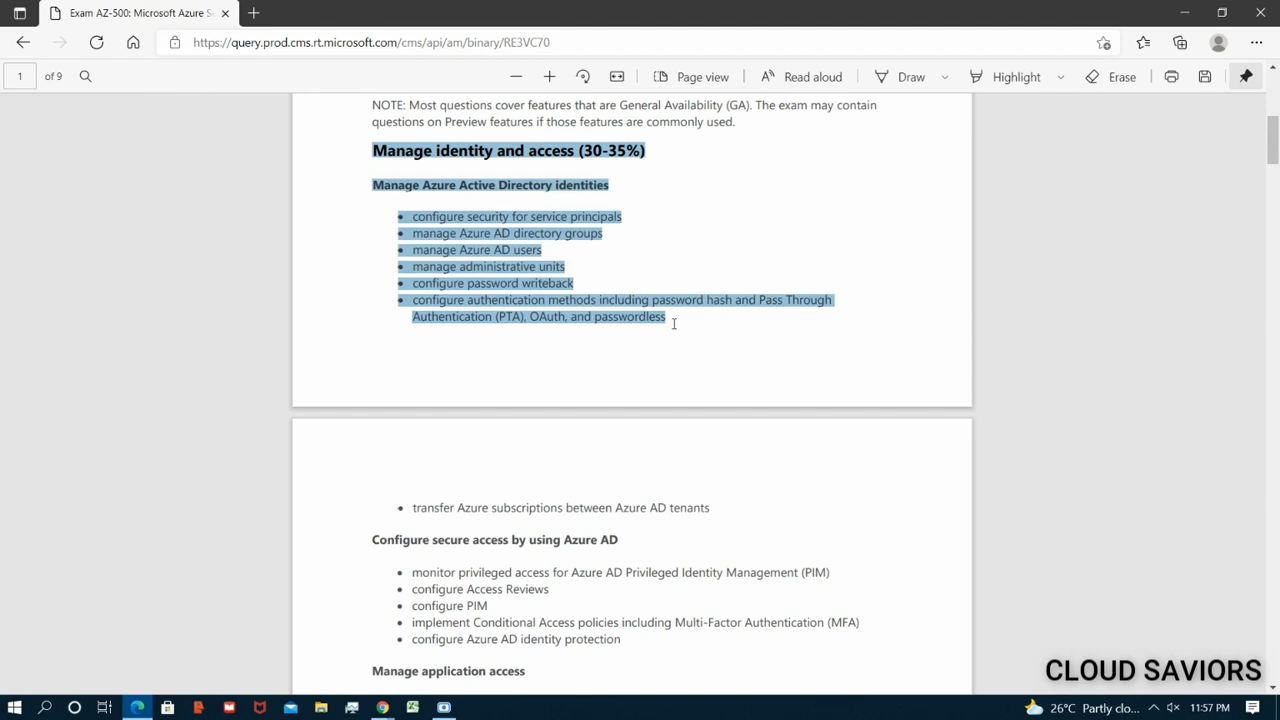 Exam AZ-500: Microsoft Azure S
https://query.prod.cms.rt.microsoft.com/cms/api/am/binary/RE3VC70
1 of 9
Page view
Read aloud
Draw
Highlight
Erase
NOTE: Most questions cover features that are General Availability (GA). The exam may contain
questions on Preview features if those features are commonly used.
Manage identity and access (30-35%)
Manage Azure Active Directory identities
• configure security for service principals
• manage Azure AD directory groups
• manage Azure AD users
• manage administrative units
• configure password writeback
• configure authentication methods including password hash and Pass Through
Authentication (PTA), OAuth, and passwordless
• transfer Azure subscriptions between Azure AD tenants
Configure secure access by using Azure AD
• monitor privileged access for Azure AD Privileged Identity Management (PIM)
• configure Access Reviews
• configure PIM
• implement Conditional Access policies including Multi-Factor Authentication (MFA)
• configure Azure AD identity protection
Manage application access
CLOUD SAVIORS
26°C Partly clo...
11:57 PM